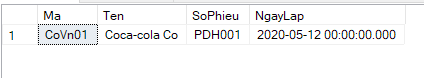 Ma Ten SoPhieu NgayLap
1 CoVn01 Coca-cola Co PDH001 2020-05-12 00:00:00.000